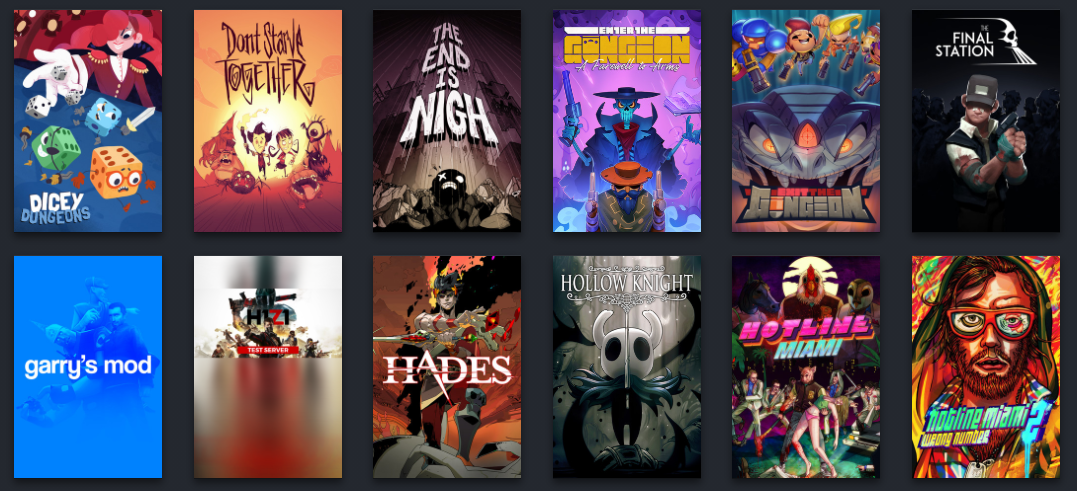 DICEY
DUNGEONS
Dont Starve
TOGETHER
THE
END
IS
NIGH
ENTER THE
GUNGEON
A Farewell to Arms
EXIT THE
GUNGEON
THE
FINAL
STATION
garry's mod
H1Z1
TEST SERVER
HADES
HOLLOW KNIGHT
HOTLINE
MIAMI
hotline miami 2
wrong number